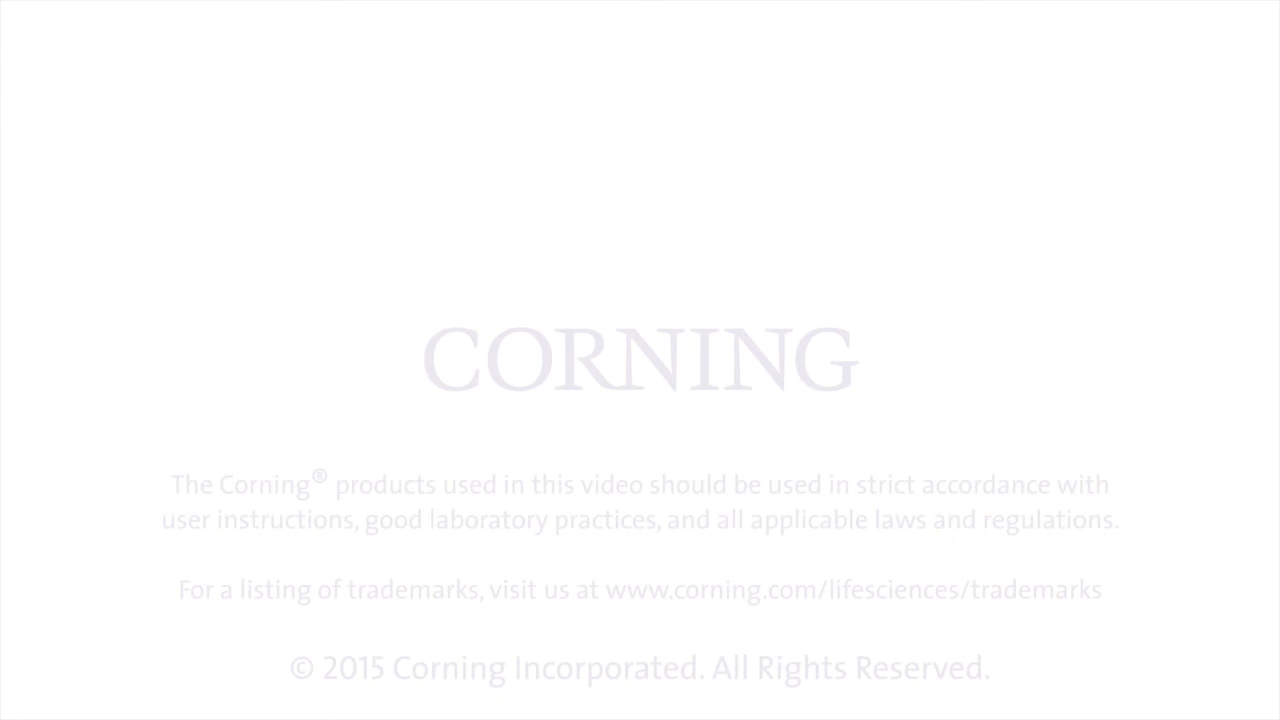 CORNING
The Corning® products used in this video should be used in strict accordance with
user instructions, good laboratory practices, and all applicable laws and regulations.
For a listing of trademarks, visit us at www.corning.com/lifesciences/trademarks
© 2015 Corning Incorporated. All Rights Reserved.